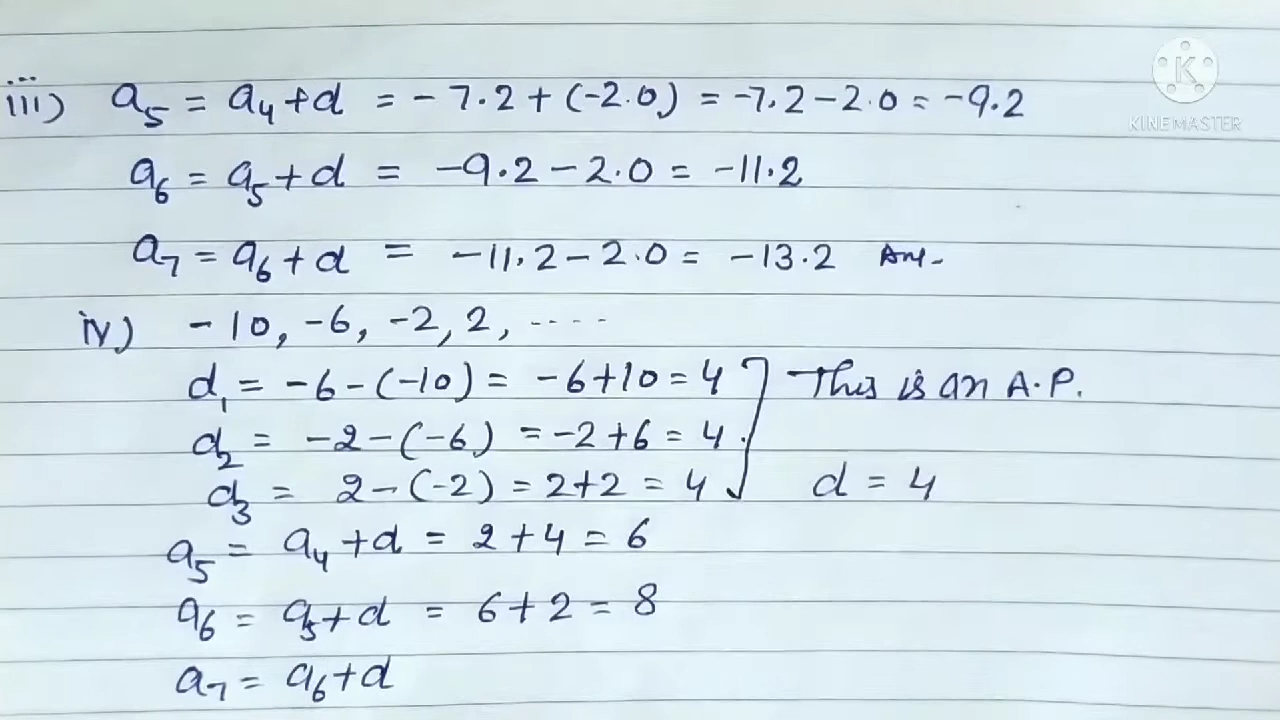 iii) a₅ = a₄ + d = -7.2 + (-2.0) = -7.2 - 2.0 = -9.2
K
KINEMASTER
a₆ = a₅ + d = -9.2 - 2.0 = -11.2
a₇ = a₆ + d = -11.2 - 2.0 = -13.2 Ans.
iv) -10, -6, -2, 2, .....
d₁ = -6 - (-10) = -6 + 10 = 4 This is an A.P.
d₂ = -2 - (-6) = -2 + 6 = 4
d₃ = 2 - (-2) = 2 + 2 = 4 d = 4
a₅ = a₄ + d = 2 + 4 = 6
a₆ = a₅ + d = 6 + 2 = 8
a₇ = a₆ + d